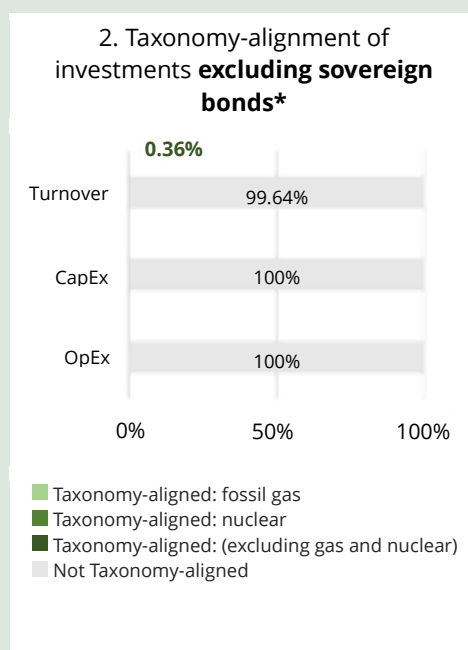 2. Taxonomy-alignment of
investments excluding sovereign
bonds*
0.36%
Turnover
99.64%
CapEx
100%
OpEx
100%
0%
50%
100%
Taxonomy-aligned: fossil gas
Taxonomy-aligned: nuclear
Taxonomy-aligned: (excluding gas and nuclear)
Not Taxonomy-aligned